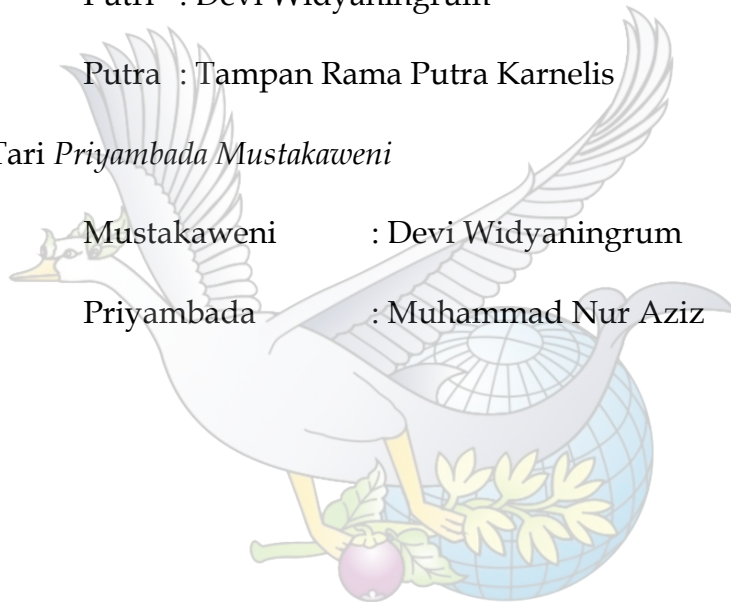 Putri : Devi Widyaningrum
Putra : Tampan Rama Putra Karnelis
Tari Priyambada Mustakaweni
Mustakaweni : Devi Widyaningrum
Priyambada : Muhammad Nur Aziz